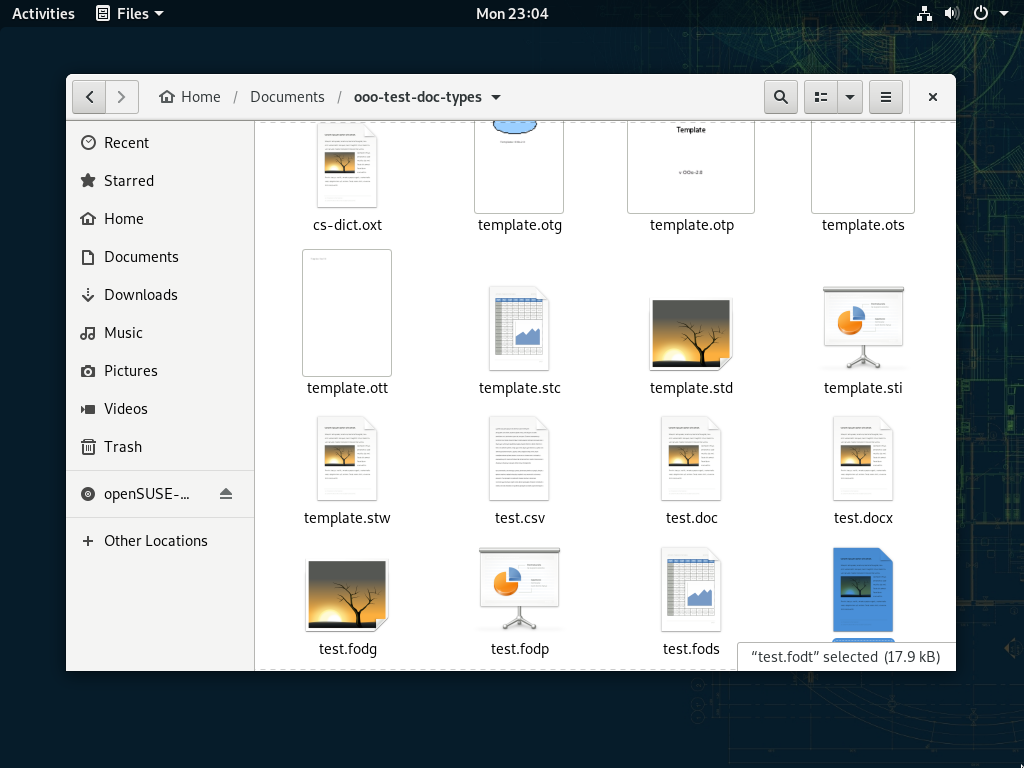 Activities Files Mon 23:04
Home / Documents / ooo-test-doc-types
Recent
Starred
Home
Documents
Downloads
Music
Pictures
Videos
Trash
openSUSE-...
Other Locations
Template
cs-dict.oxt template.otg template.otp template.ots
template.ott template.stc template.std template.sti
template.stw test.csv test.doc test.docx
test.fodg test.fodp test.fods
“test.fodt” selected (17.9 kB)